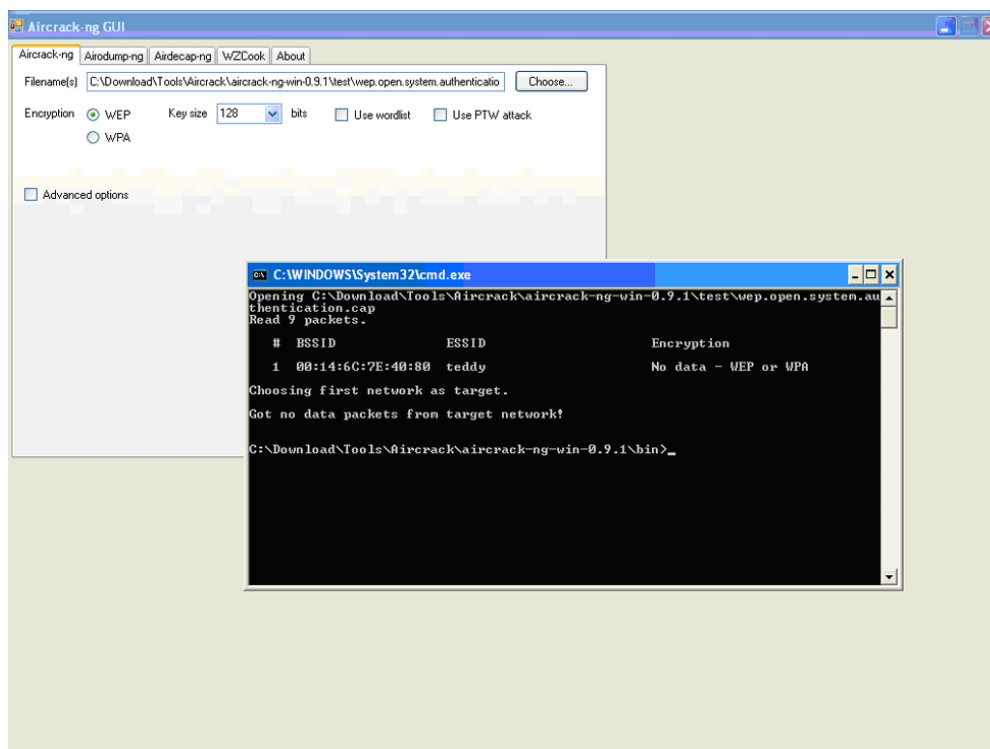 Aircrack-ng GUI
Aircrack-ng Airodump-ng Airdecap-ng WZCook About
Filename(s) C:\Download\Tools\Aircrack\aircrack-ng-win-0.9.1\test\wep.open.system.authenticatio Choose...
Encryption WEP Key size 128 bits Use wordlist Use PTW attack
WPA
Advanced options
C:\WINDOWS\System32\cmd.exe
Opening C:\Download\Tools\Aircrack\aircrack-ng-win-0.9.1\test\wep.open.system.au
thentication.cap
Read 9 packets.
# BSSID ESSID Encryption
1 00:14:6C:7E:40:80 teddy No data - WEP or WPA
Choosing first network as target.
Got no data packets from target network!
C:\Download\Tools\Aircrack\aircrack-ng-win-0.9.1\bin>_